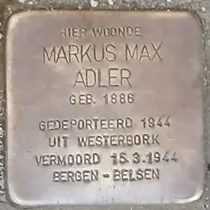 HIER WOONDE
MARKUS MAX
ADLER
GEB. 1886
GEDEPORTEERD 1944
UIT WESTERBORK
VERMOORD 15.3.1944
BERGEN-BELSEN